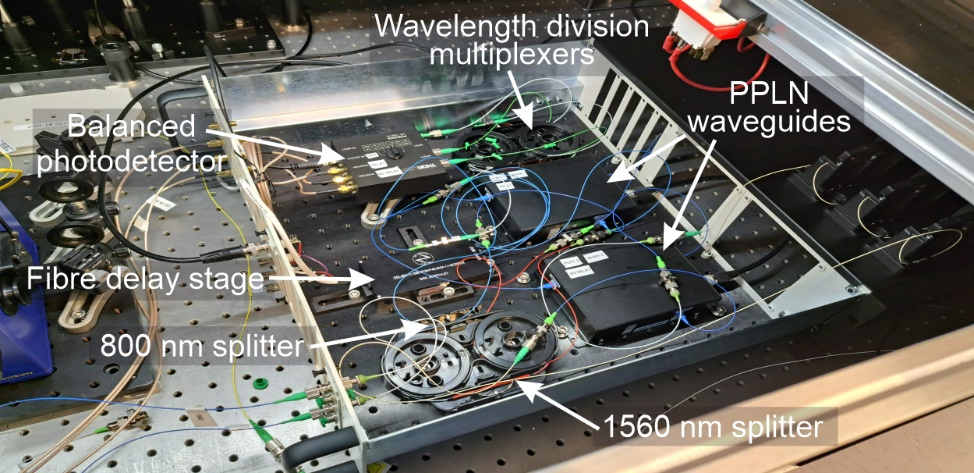 Wavelength division
multiplexers
PPLN
waveguides
Balanced
photodetector
Fibre delay stage
800 nm splitter
1560 nm splitter